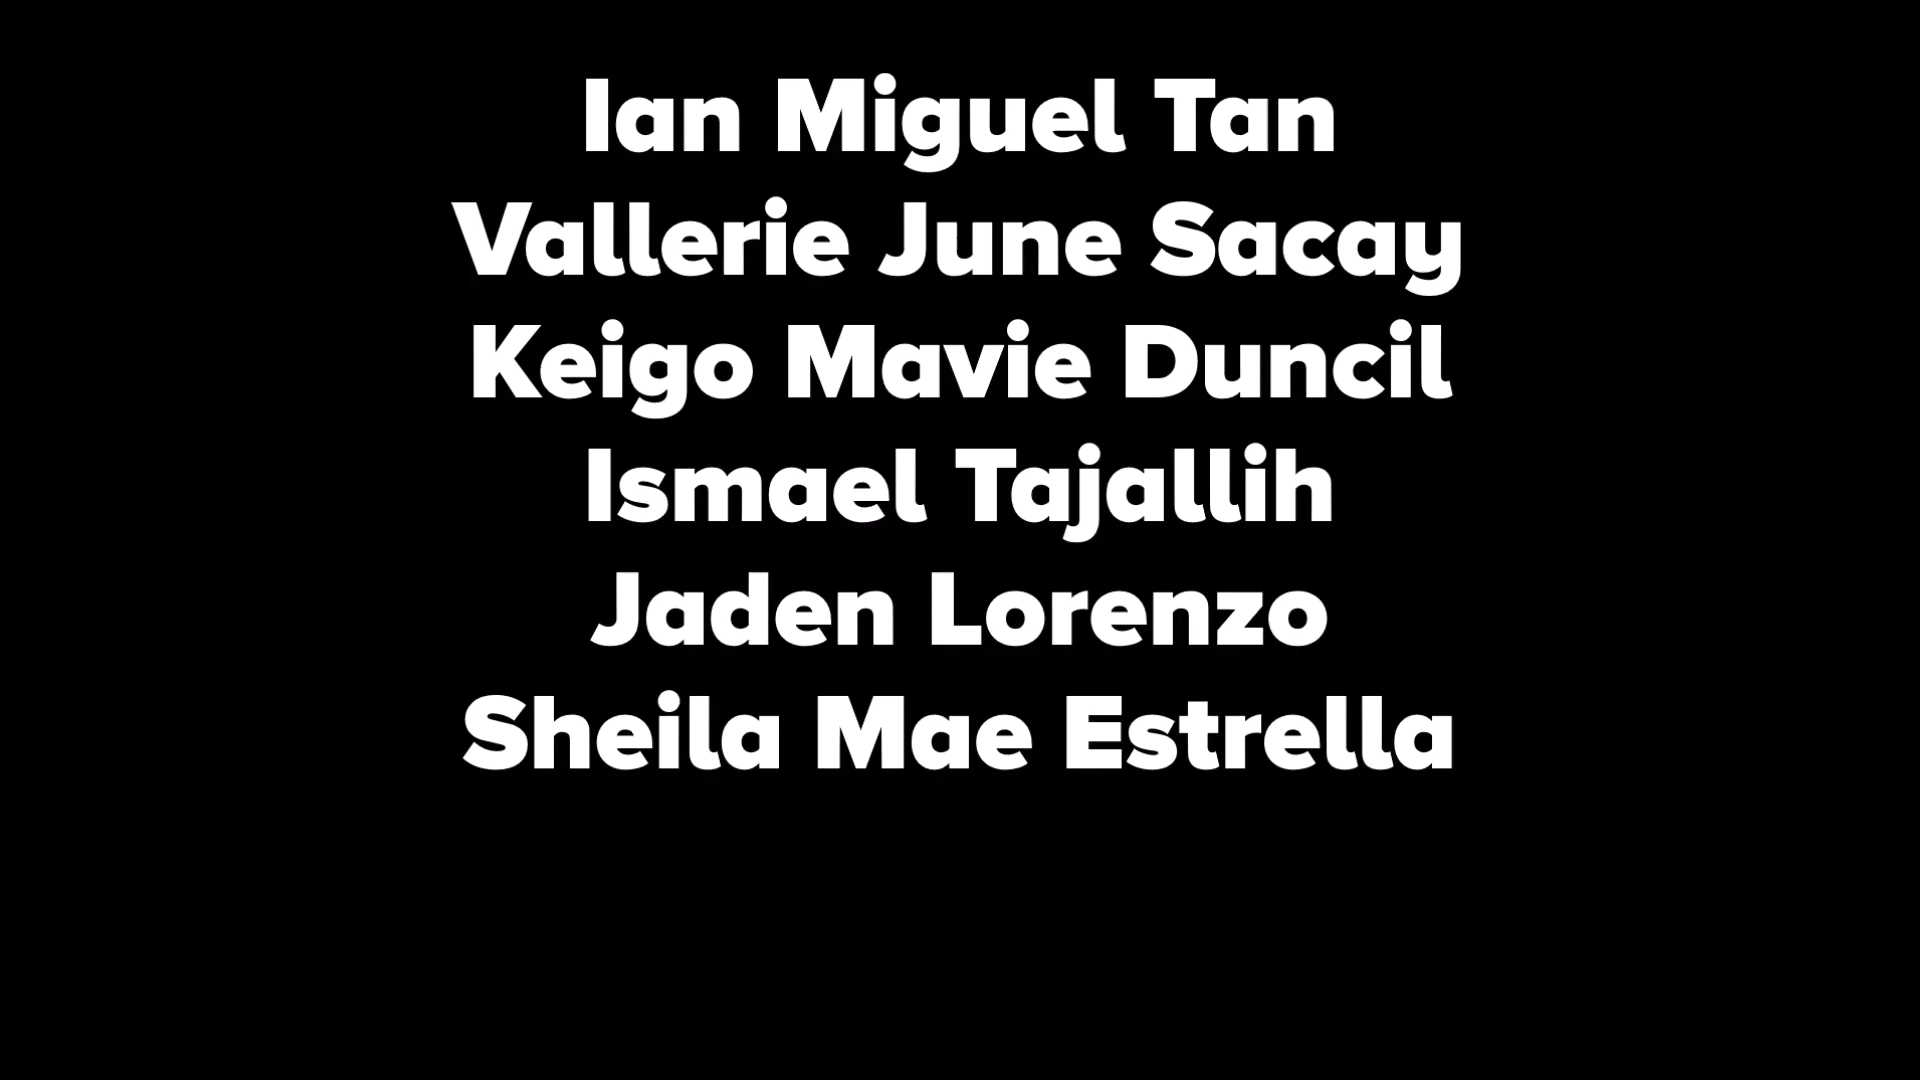 Ian Miguel Tan
Vallerie June Sacay
Keigo Mavie Duncil
Ismael Tajallih
Jaden Lorenzo
Sheila Mae Estrella